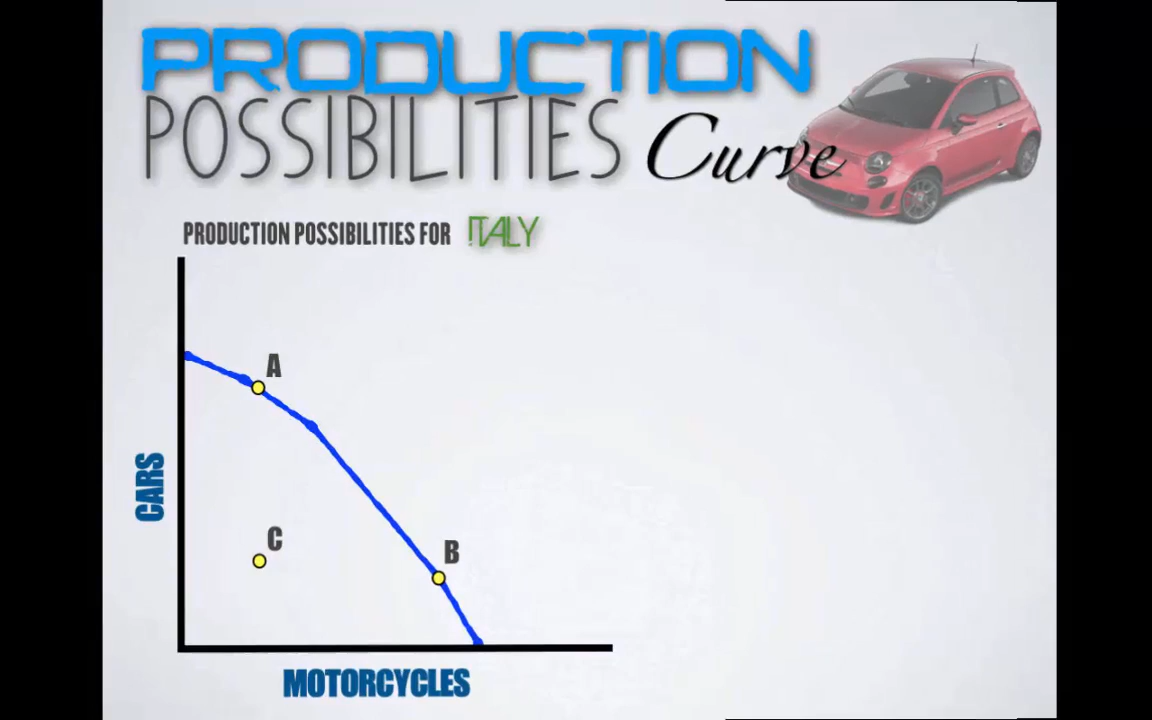 PRODUCTION
POSSIBILITIES Curve
PRODUCTION POSSIBILITIES FOR ITALY
A
CARS
C
B
MOTORCYCLES